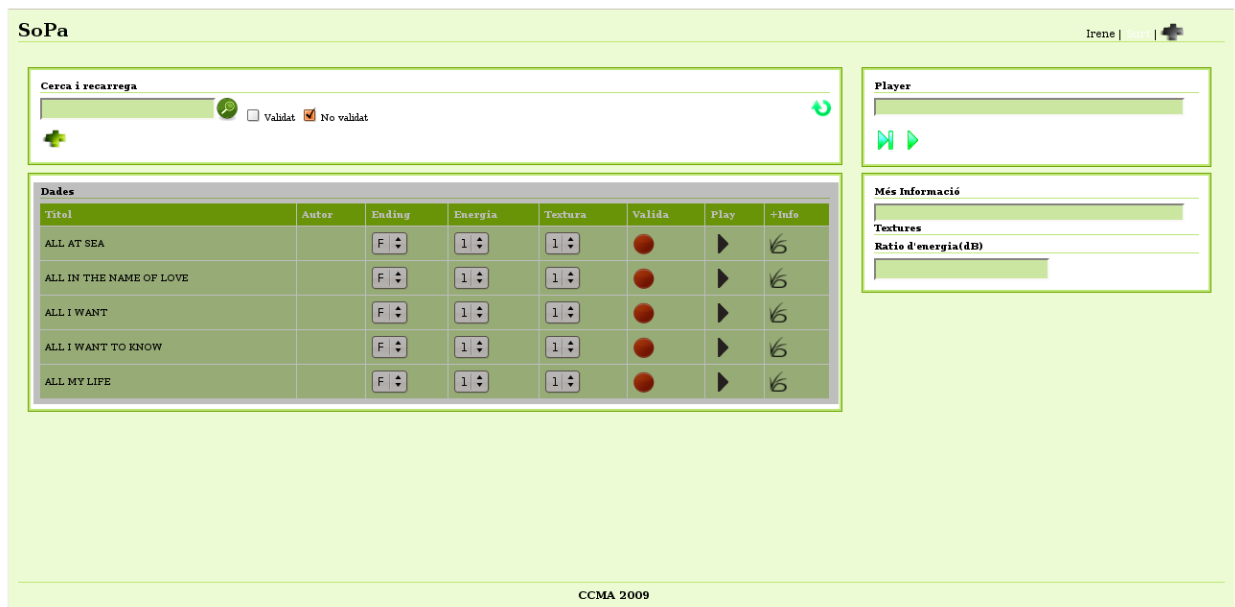 SoPa
Irene | Surt |
Cerca i recarrega
Validat No validat
Player
Dades
Titol Autor Ending Energia Textura Valida Play +Info
ALL AT SEA F 1 1
ALL IN THE NAME OF LOVE F 1 1
ALL I WANT F 1 1
ALL I WANT TO KNOW F 1 1
ALL MY LIFE F 1 1
Més Informació
Textures
Ratio d'energia(dB)
CCMA 2009